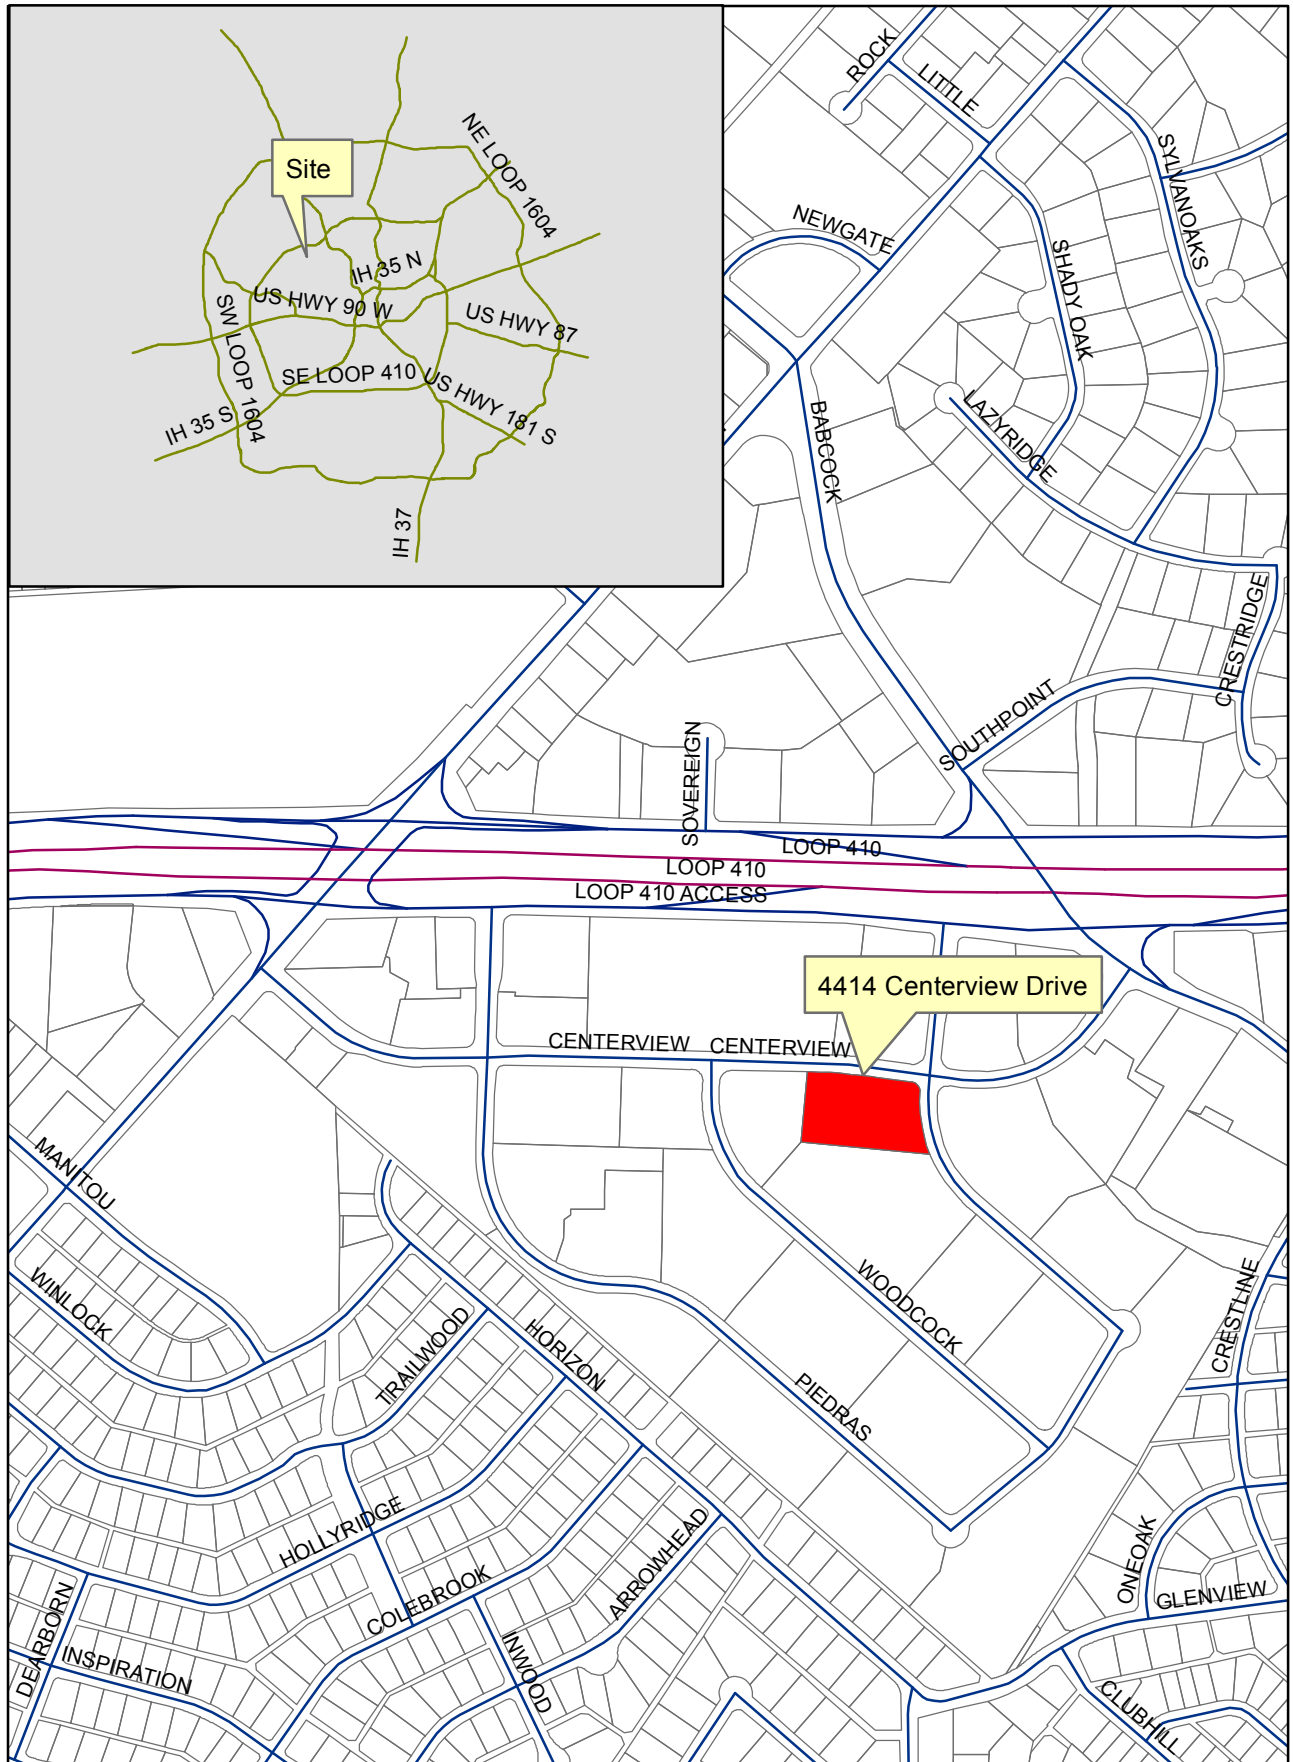 Site
NE LOOP 1604
IH 35 N
US HWY 90 W
US HWY 87
SW LOOP 1604
SE LOOP 410
US HWY 181 S
IH 35 S
IH 37
ROCK
LITTLE
SYLVANOAKS
NEWGATE
SHADY OAK
LAZYRIDGE
BABCOCK
CRESTRIDGE
SOUTHPOINT
SOVEREIGN
LOOP 410
LOOP 410
LOOP 410 ACCESS
4414 Centerview Drive
CENTERVIEW
CENTERVIEW
MANITOU
WINLOCK
TRAILWOOD
HORIZON
WOODCOCK
PIEDRAS
CRESTLINE
HOLLYRIDGE
COLEBROOK
ARROWHEAD
ONEOAK
GLENVIEW
DEARBORN
INSPIRATION
INWOOD
CLUBHILL